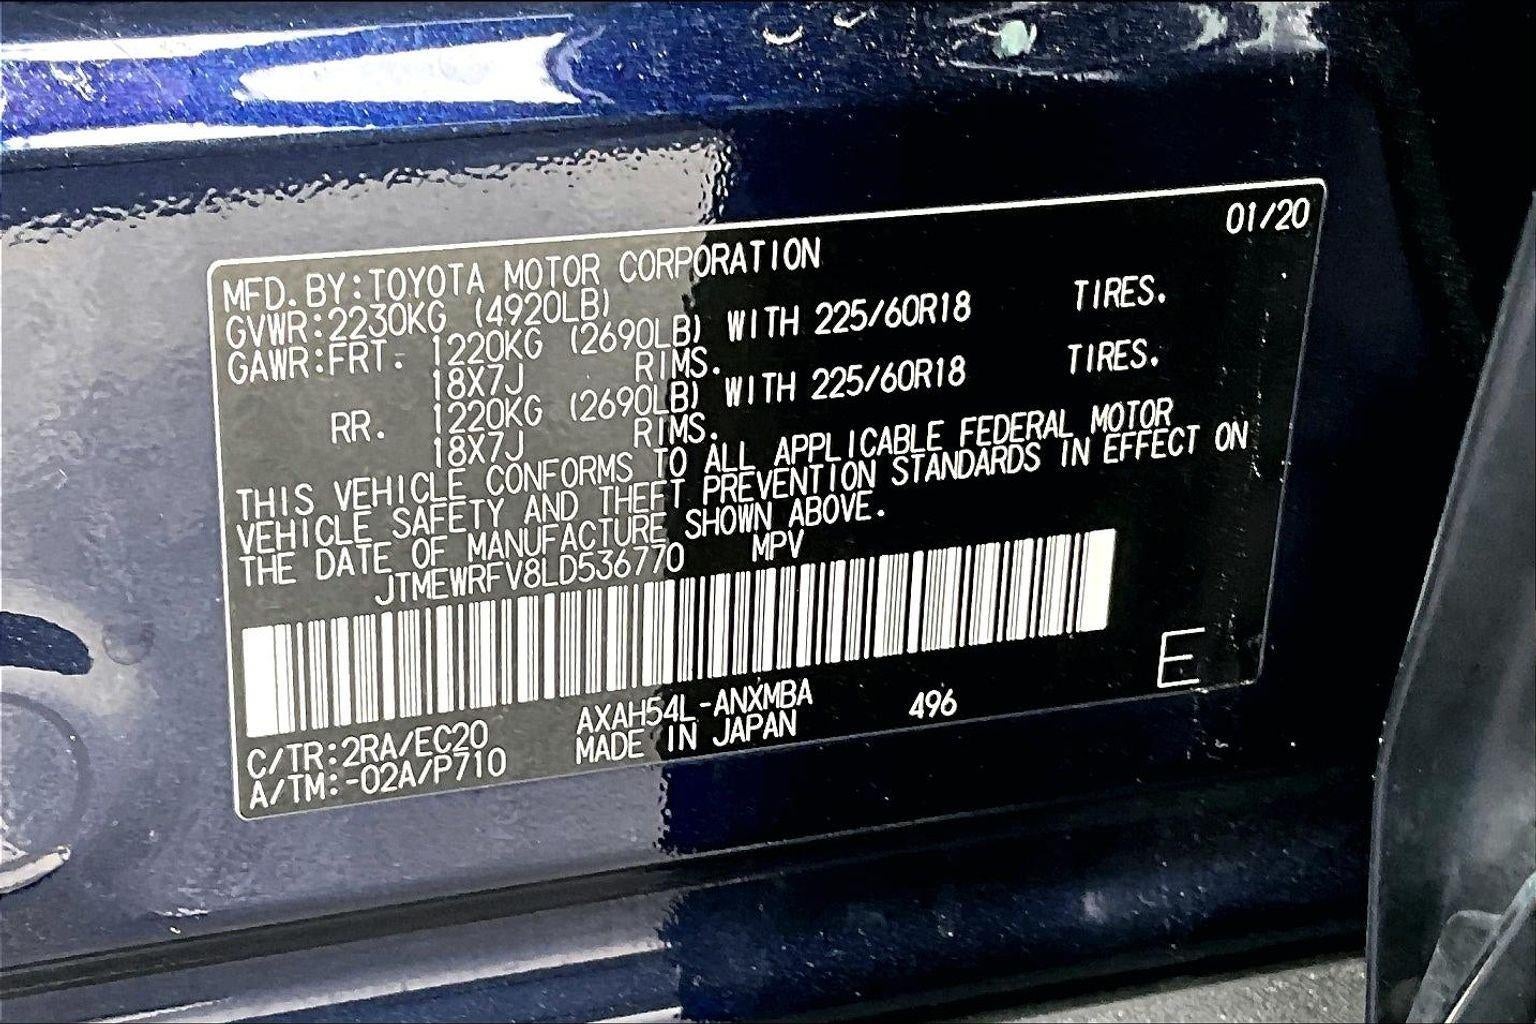 01/20
MFD. BY:TOYOTA MOTOR CORPORATION
GVWR:2230KG (4920LB)
GAWR:FRT. 1220KG (2690LB) WITH 225/60R18 TIRES.
18X7J RIMS.
RR. 1220KG (2690LB) WITH 225/60R18 TIRES.
18X7J RIMS.
THIS VEHICLE CONFORMS TO ALL APPLICABLE FEDERAL MOTOR
VEHICLE SAFETY AND THEFT PREVENTION STANDARDS IN EFFECT ON
THE DATE OF MANUFACTURE SHOWN ABOVE.
JTMEWRFV8LD536770 MPV
E
C/TR:2RA/EC20 AXAH54L-ANXMBA 496
A/TM:-02A/P710 MADE IN JAPAN